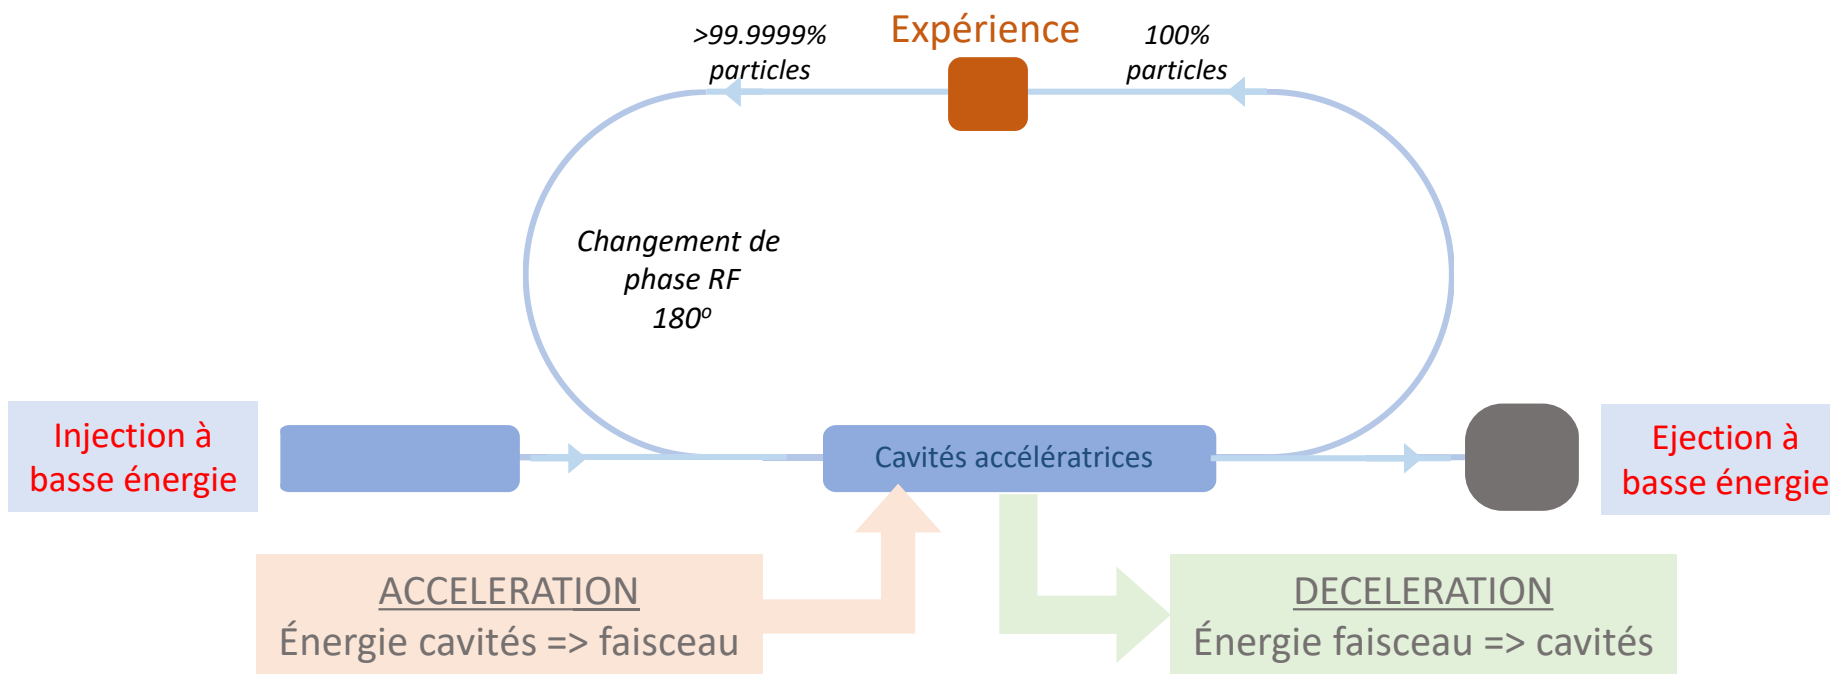 >99.9999%
particles
Expérience
100%
particles
Changement de
phase RF
180º
Injection à
basse énergie
Cavités accélératrices
Ejection à
basse énergie
ACCELERATION
Énergie cavités => faisceau
DECELERATION
Énergie faisceau => cavités